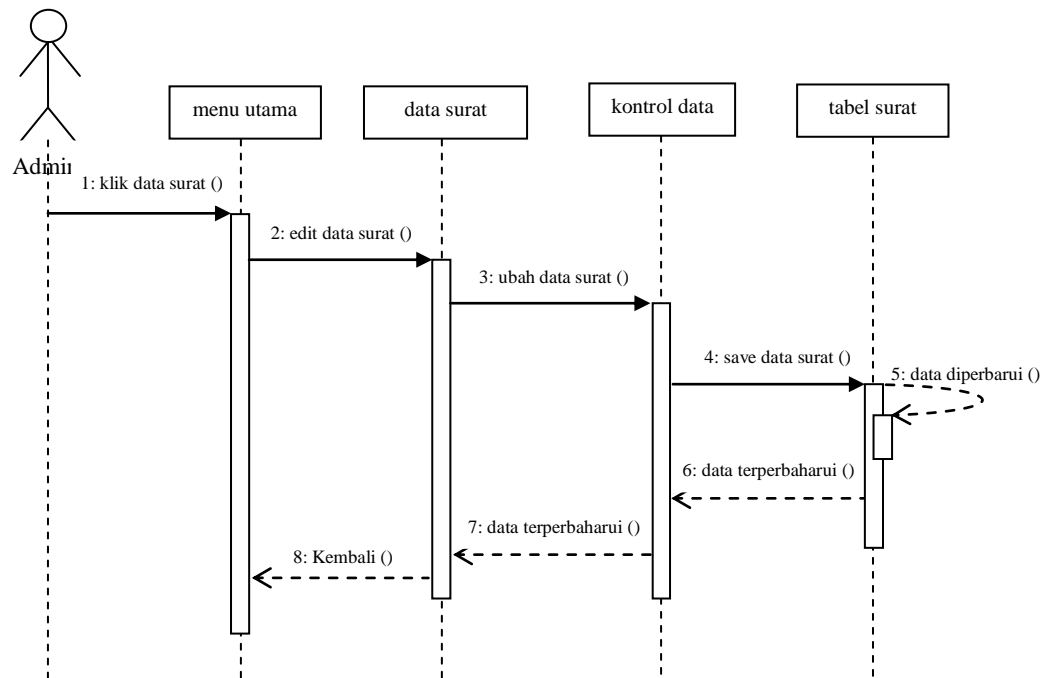 menu utama
data surat
kontrol data
tabel surat
Admin
1: klik data surat ()
2: edit data surat ()
3: ubah data surat ()
4: save data surat ()
5: data diperbarui ()
6: data terperbaharui ()
7: data terperbaharui ()
8: Kembali ()